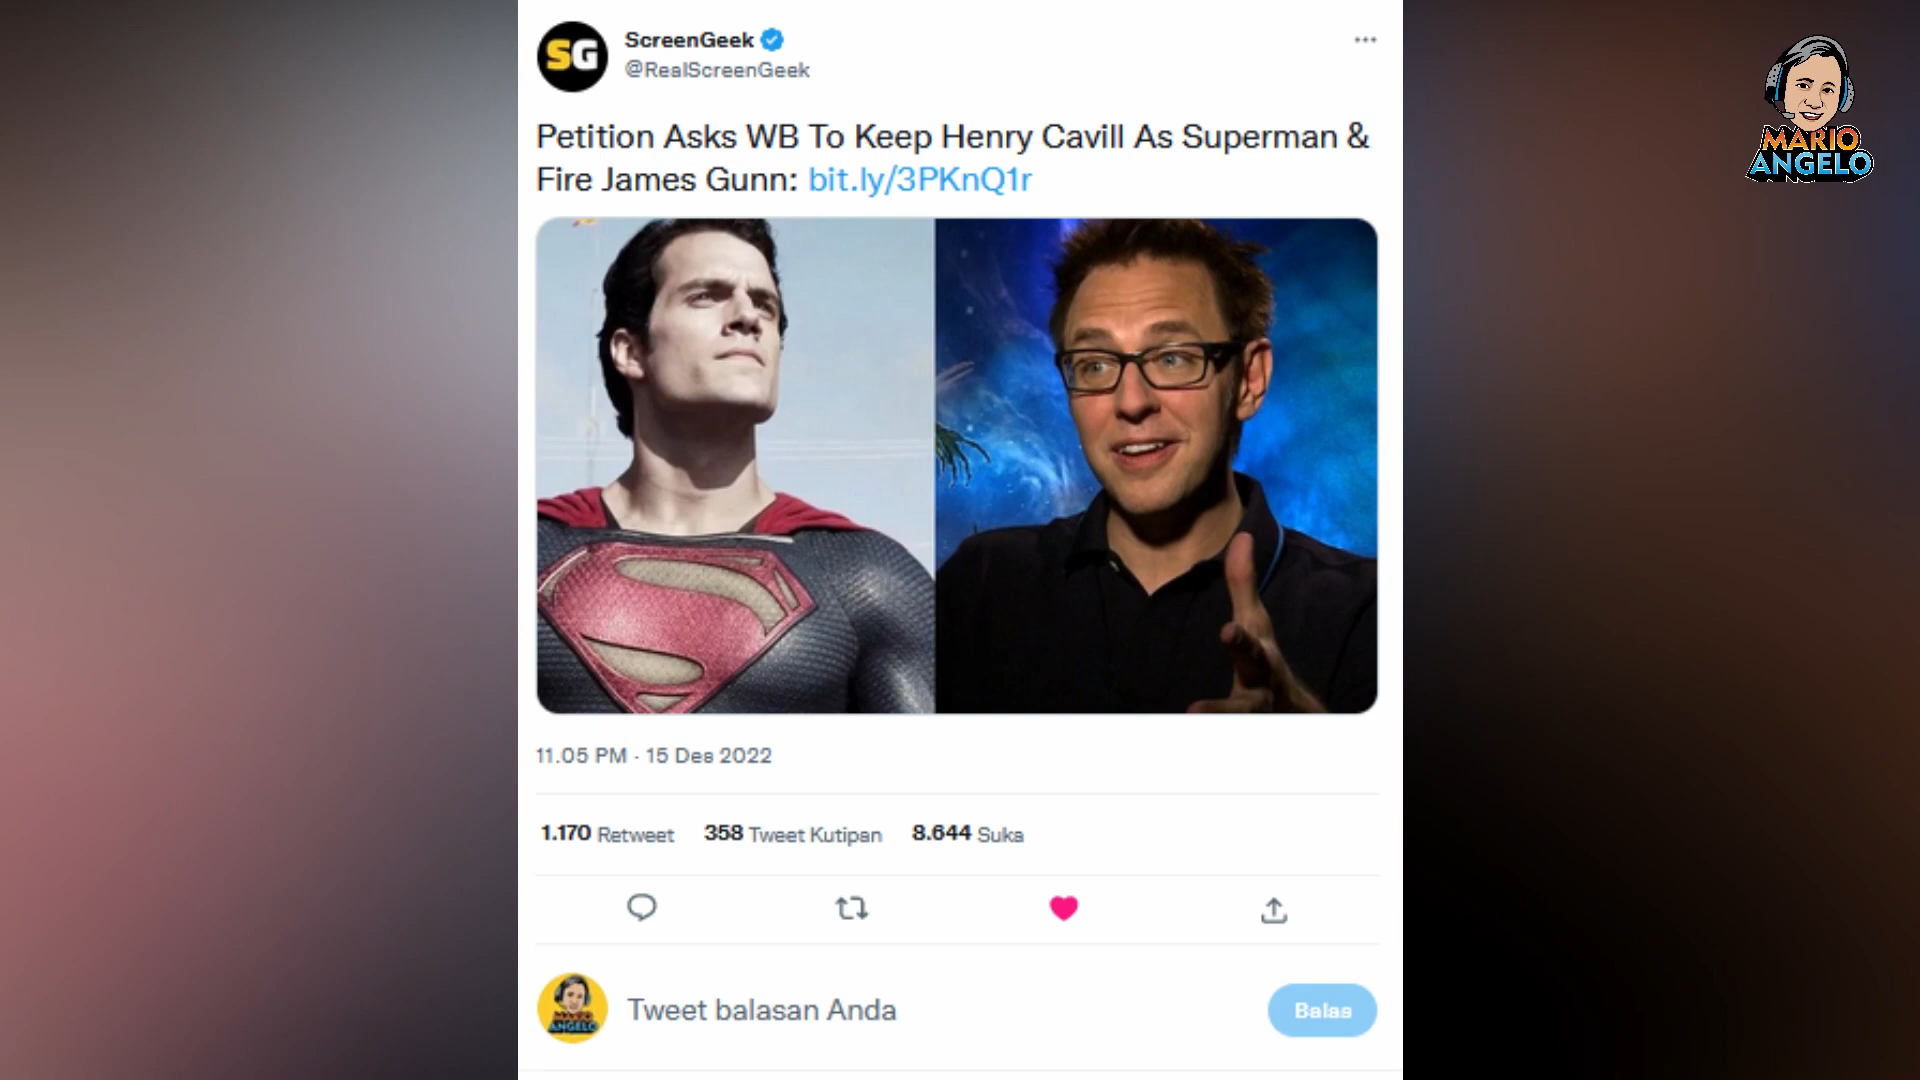 SG
ScreenGeek
@RealScreenGeek
MARIO
ANGELO
Petition Asks WB To Keep Henry Cavill As Superman &
Fire James Gunn: bit.ly/3PKnQ1r
11.05 PM · 15 Des 2022
1.170 Retweet 358 Tweet Kutipan 8.644 Suka
MARIO
ANGELO
Tweet balasan Anda
Balas